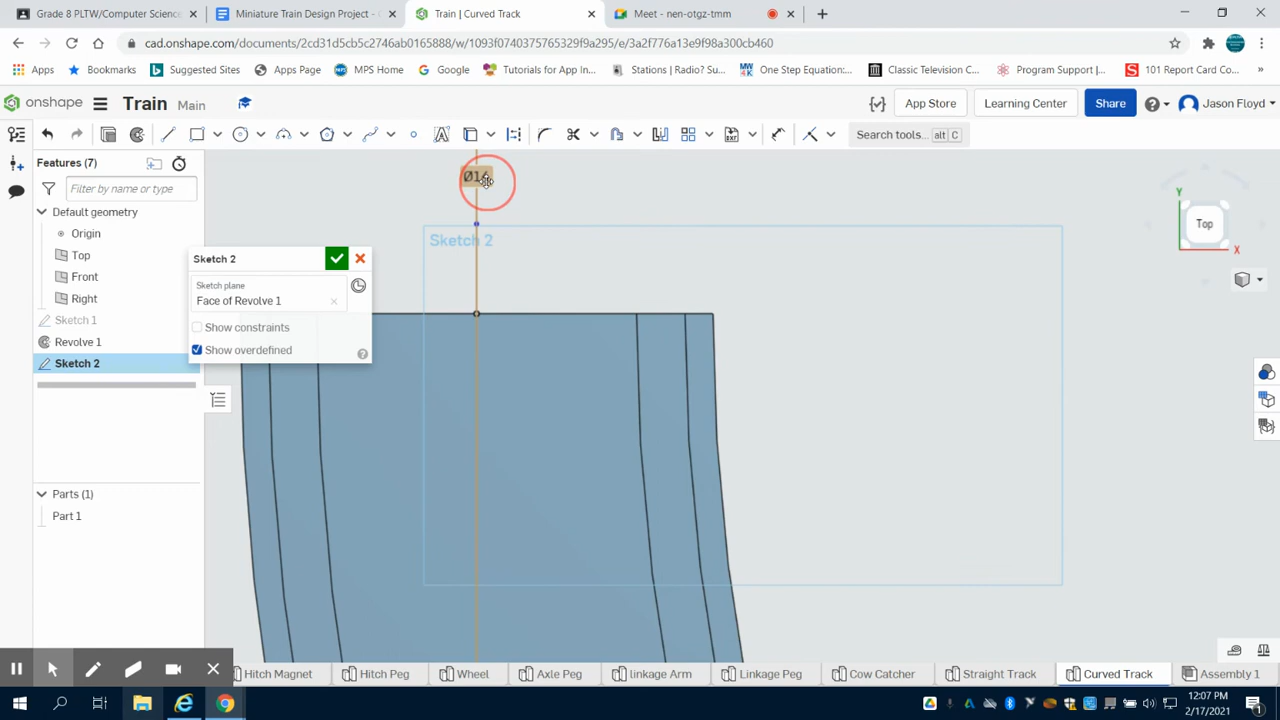 Grade 8 PLTW/Computer Science
Miniature Train Design Project -
Train | Curved Track
Meet - nen-otgz-tmm
cad.onshape.com/documents/2cd31d5cb5c2746ab0165888/w/1093f0740375765329f9a295/e/3a2f776a13e9f98a300cb460
Apps
Bookmarks
Suggested Sites
Apps Page
MPS Home
Google
Tutorials for App In...
Stations | Radio? Su...
One Step Equation:...
Classic Television C...
Program Support |...
101 Report Card Co...
onshape
Train
Main
App Store
Learning Center
Share
Jason Floyd
Search tools...
alt
C
Features (7)
Filter by name or type
Default geometry
Origin
Top
Front
Right
Sketch 1
Revolve 1
Sketch 2
Parts (1)
Part 1
Sketch 2
Sketch plane
Face of Revolve 1
Show constraints
Show overdefined
Sketch 2
Y
Top
X
Hitch Magnet
Hitch Peg
Wheel
Axle Peg
linkage Arm
Linkage Peg
Cow Catcher
Straight Track
Curved Track
Assembly 1
12:07 PM
2/17/2021